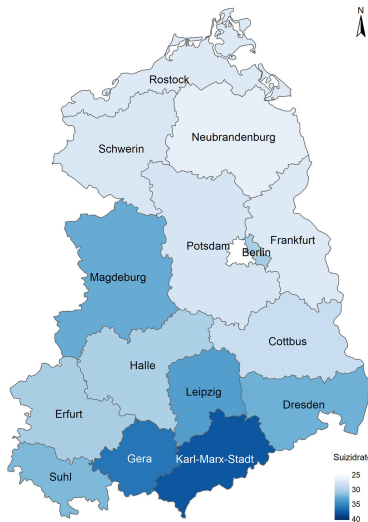 N
Rostock
Neubrandenburg
Schwerin
Potsdam
Berlin
Frankfurt
Magdeburg
Cottbus
Halle
Leipzig
Dresden
Erfurt
Gera
Karl-Marx-Stadt
Suhl
Suizidrate
25
30
35
40